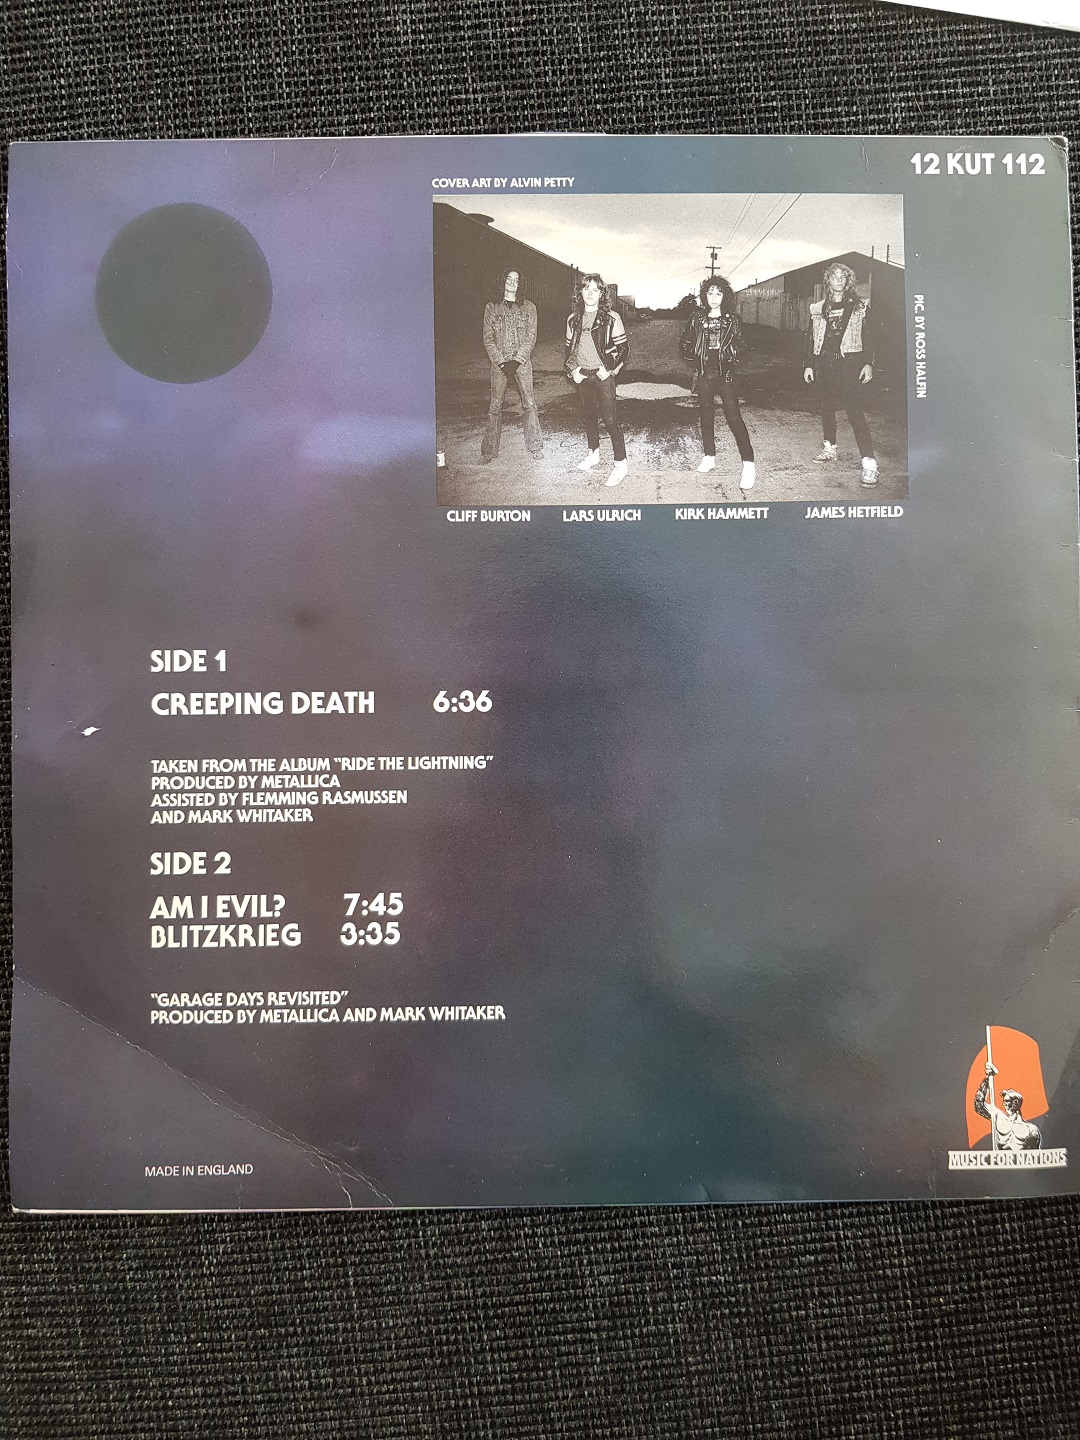 12 KUT 112
COVER ART BY ALVIN PETTY
PIC. BY ROSS HALFIN
CLIFF BURTON LARS ULRICH KIRK HAMMETT JAMES HETFIELD
SIDE 1
CREEPING DEATH 6:36
TAKEN FROM THE ALBUM "RIDE THE LIGHTNING"
PRODUCED BY METALLICA
ASSISTED BY FLEMMING RASMUSSEN
AND MARK WHITAKER
SIDE 2
AM I EVIL? 7:45
BLITZKRIEG 3:35
"GARAGE DAYS REVISITED"
PRODUCED BY METALLICA AND MARK WHITAKER
MUSIC FOR NATIONS
MADE IN ENGLAND